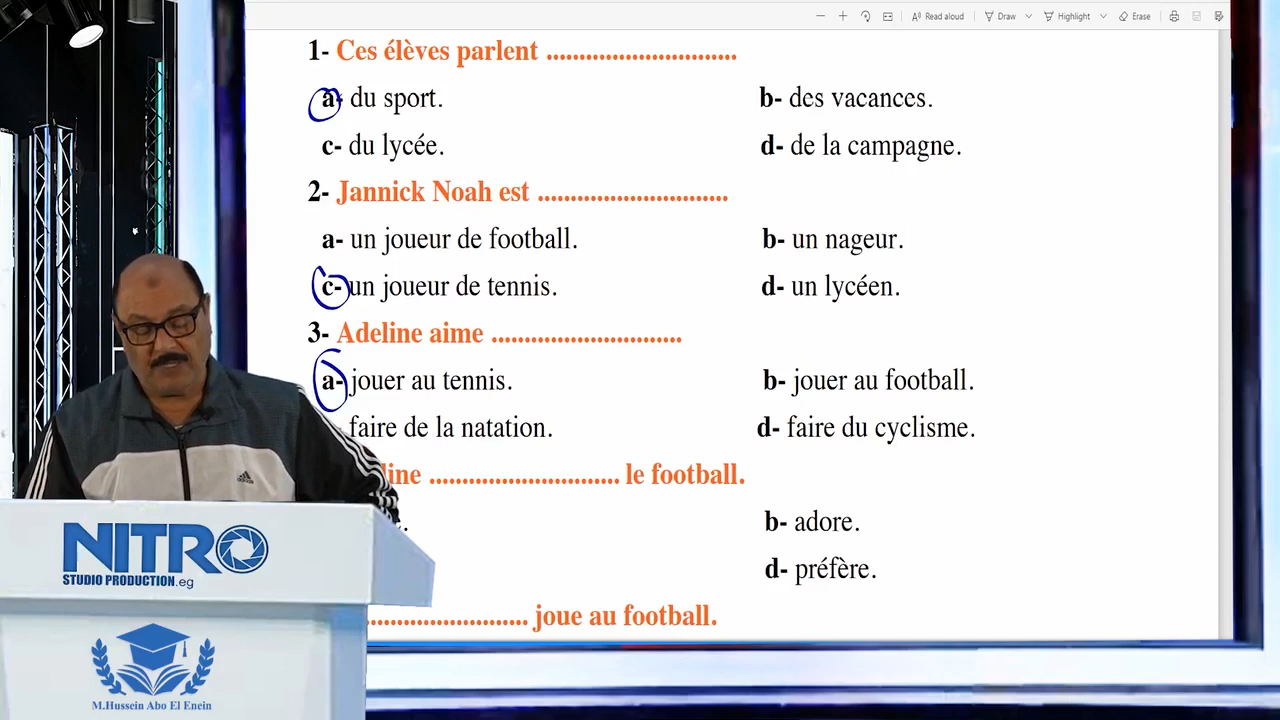 Read aloud
Draw
Highlight
Erase
1- Ces élèves parlent .............................
a- du sport.
b- des vacances.
c- du lycée.
d- de la campagne.
2- Jannick Noah est .............................
a- un joueur de football.
b- un nageur.
c- un joueur de tennis.
d- un lycéen.
3- Adeline aime .............................
a- jouer au tennis.
b- jouer au football.
faire de la natation.
d- faire du cyclisme.
line ............................. le football.
b- adore.
d- préfère.
......................... joue au football.
NITRO
STUDIO PRODUCTION.eg
M.Hussein Abo El Enein
adidas